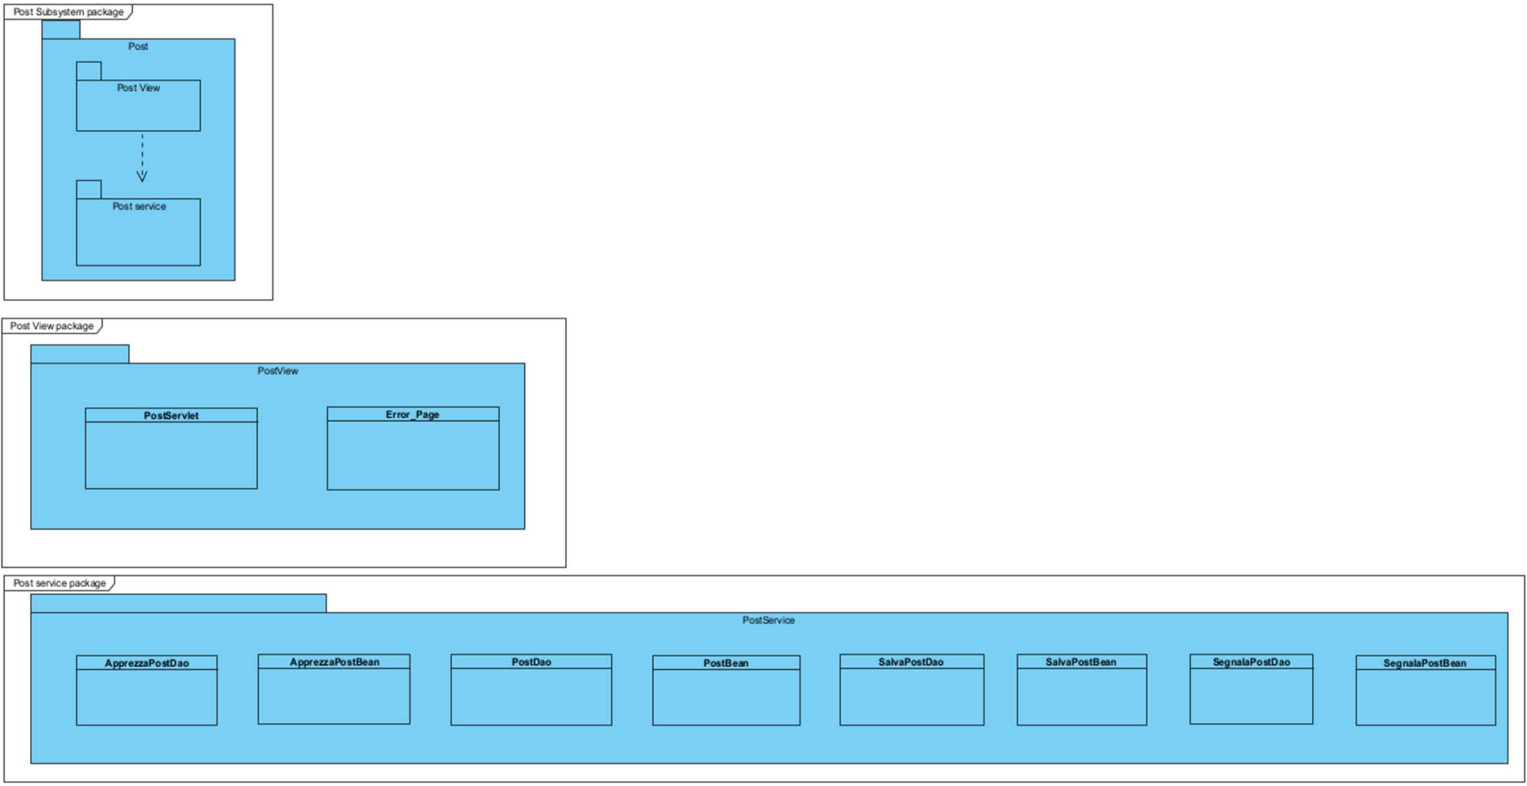 Post Subsystem package
Post
Post View
Post service
Post View package
PostView
PostServlet
Error_Page
Post service package
PostService
ApprezzaPostDao
ApprezzaPostBean
PostDao
PostBean
SalvaPostDao
SalvaPostBean
SegnalaPostDao
SegnalaPostBean